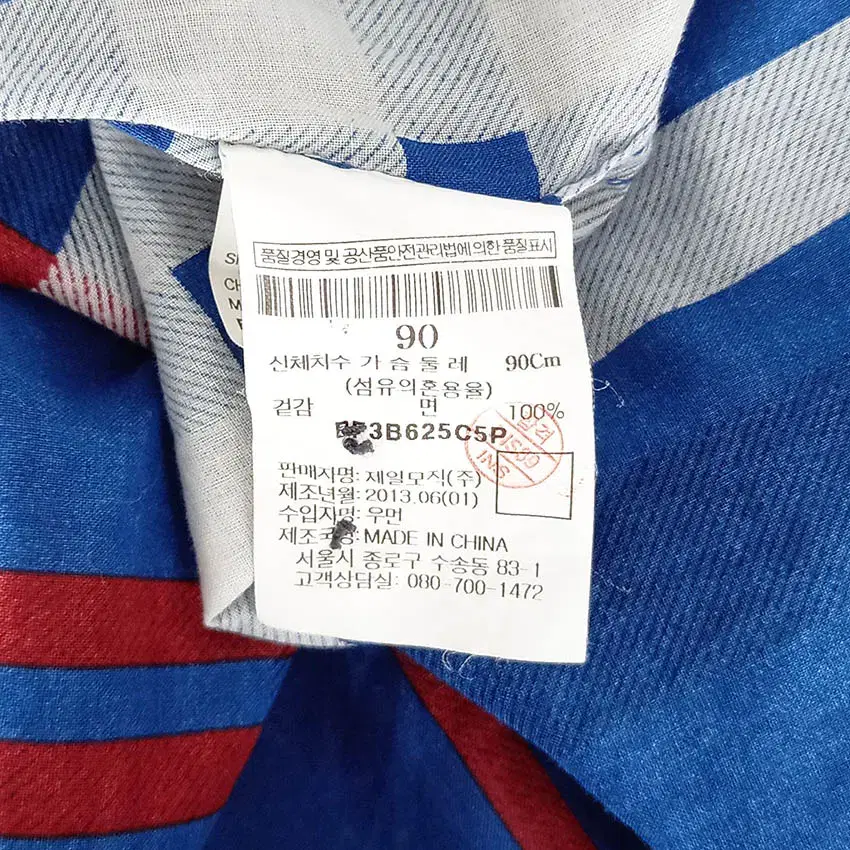 품질경영 및 공산품안전관리법에 의한 품질표시
90
신체치수 가 슴 둘 레 90Cm
(섬유의혼용율)
겉감 면 100%
3B625C5P
판매자명: 제일모직(주)
제조년월: 2013.06(01)
수입자명: 우먼
제조국명: MADE IN CHINA
서울시 종로구 수송동 83-1
고객상담실: 080-700-1472